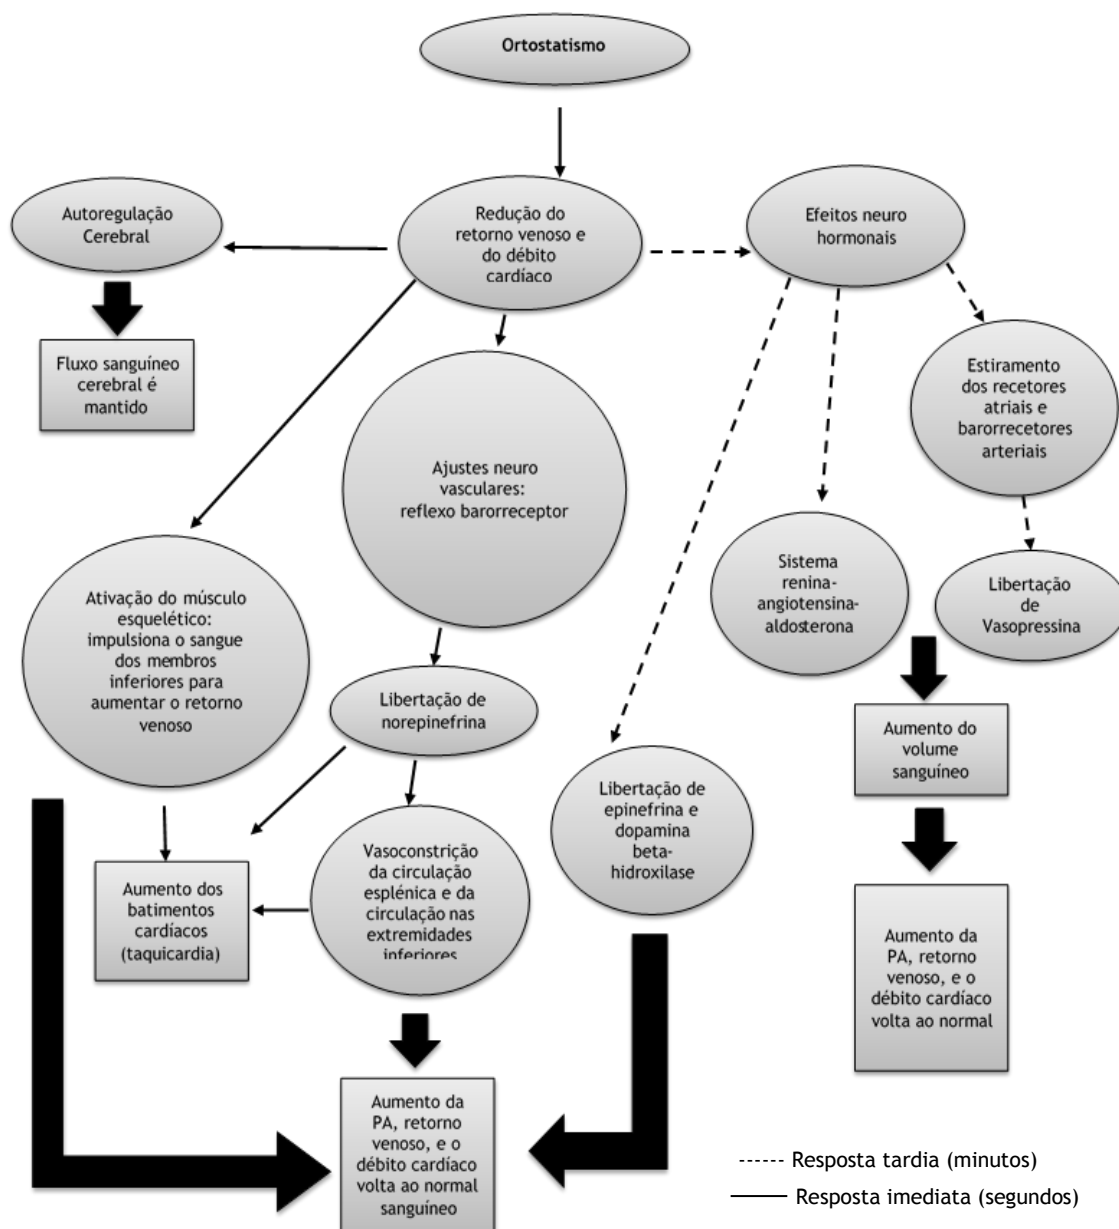 Ortostatismo
Autoregulação
Cerebral
Redução do
retorno venoso e
do débito
cardíaco
Efeitos neuro
hormonais
Fluxo sanguíneo
cerebral é
mantido
Estiramento
dos recetores
atriais e
barorrecetores
arteriais
Ajustes neuro
vasculares:
reflexo barorreceptor
Sistema
renina-
angiotensina-
aldosterona
Libertação
de
Vasopressina
Ativação do músculo
esquelético:
impulsiona o sangue
dos membros
inferiores para
aumentar o retorno
venoso
Libertação de
norepinefrina
Aumento do
volume
sanguíneo
Libertação de
epinefrina e
dopamina
beta-
hidroxilase
Vasoconstrição
da circulação
esplénica e da
circulação nas
extremidades
inferiores
Aumento dos
batimentos
cardíacos
(taquicardia)
Aumento da
PA, retorno
venoso, e o
débito cardíaco
volta ao normal
Aumento da
PA, retorno
venoso, e o
débito cardíaco
volta ao normal
sanguíneo
Resposta tardia (minutos)
Resposta imediata (segundos)